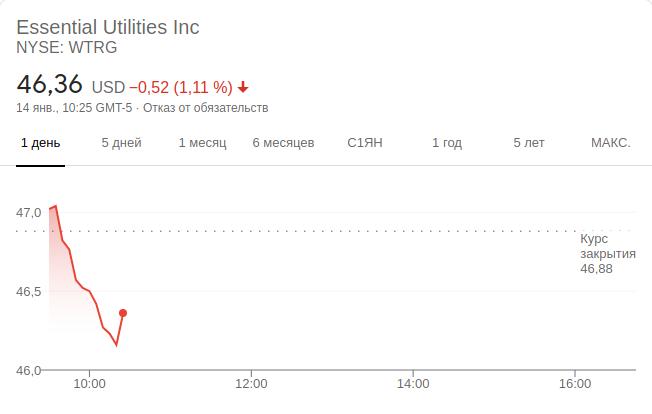 Essential Utilities Inc
NYSE: WTRG
46,36 USD −0,52 (1,11 %)
14 янв., 10:25 GMT-5 · Отказ от обязательств
1 день 5 дней 1 месяц 6 месяцев С1ЯН 1 год 5 лет МАКС.
47,0
Курс
закрытия
46,88
46,5
46,0
10:00 12:00 14:00 16:00